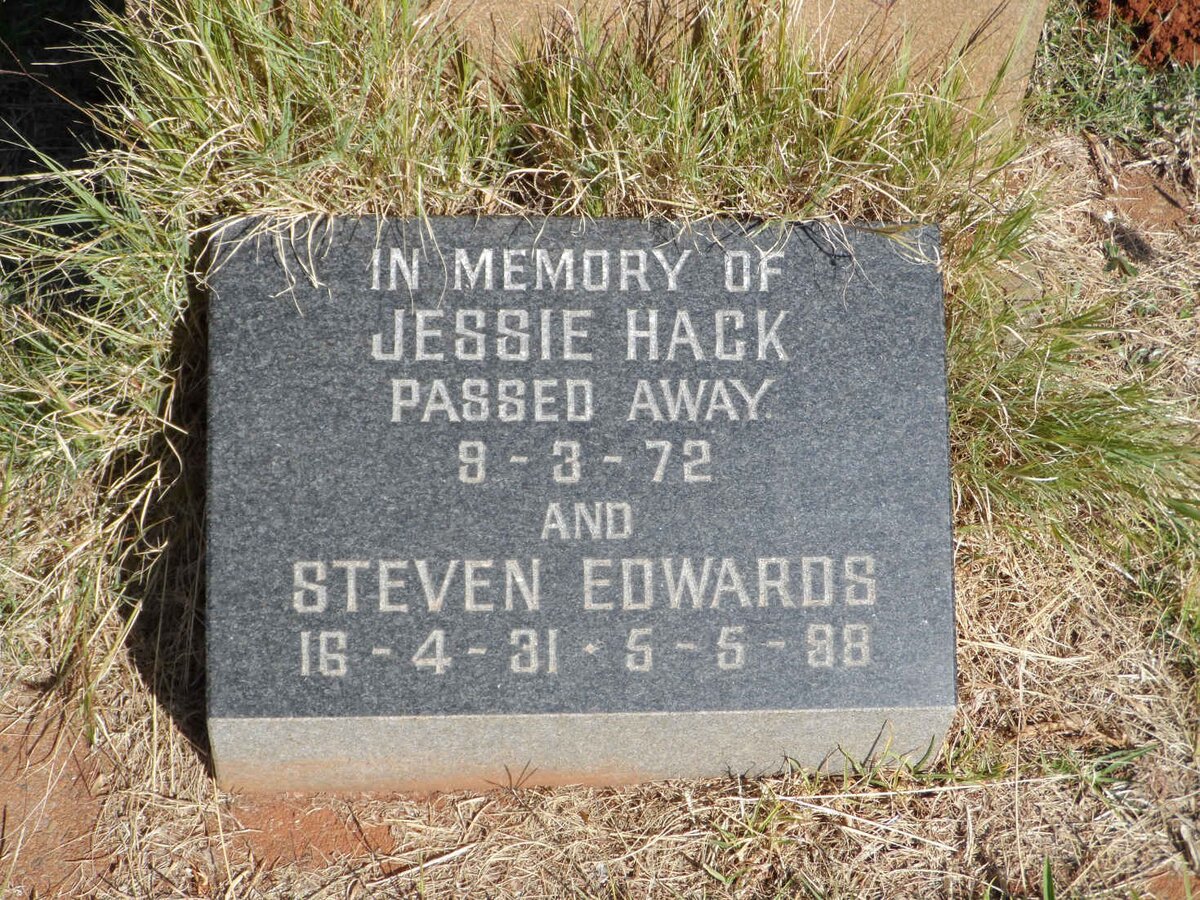 IN MEMORY OF
JESSIE HACK
PASSED AWAY.
9 - 3 - 72
AND
STEVEN EDWARDS
16 - 4 - 31 · 5 - 5 - 98